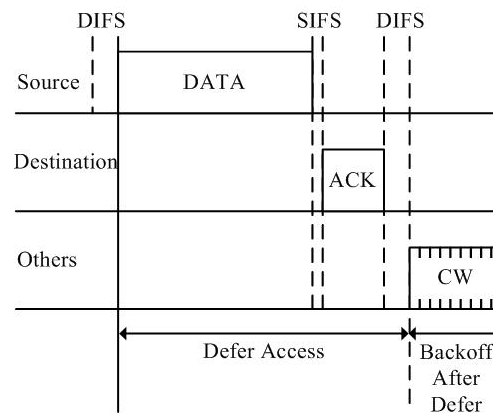 DIFS SIFS DIFS
Source DATA
Destination
ACK
Others
CW
Defer Access
Backoff
After
Defer